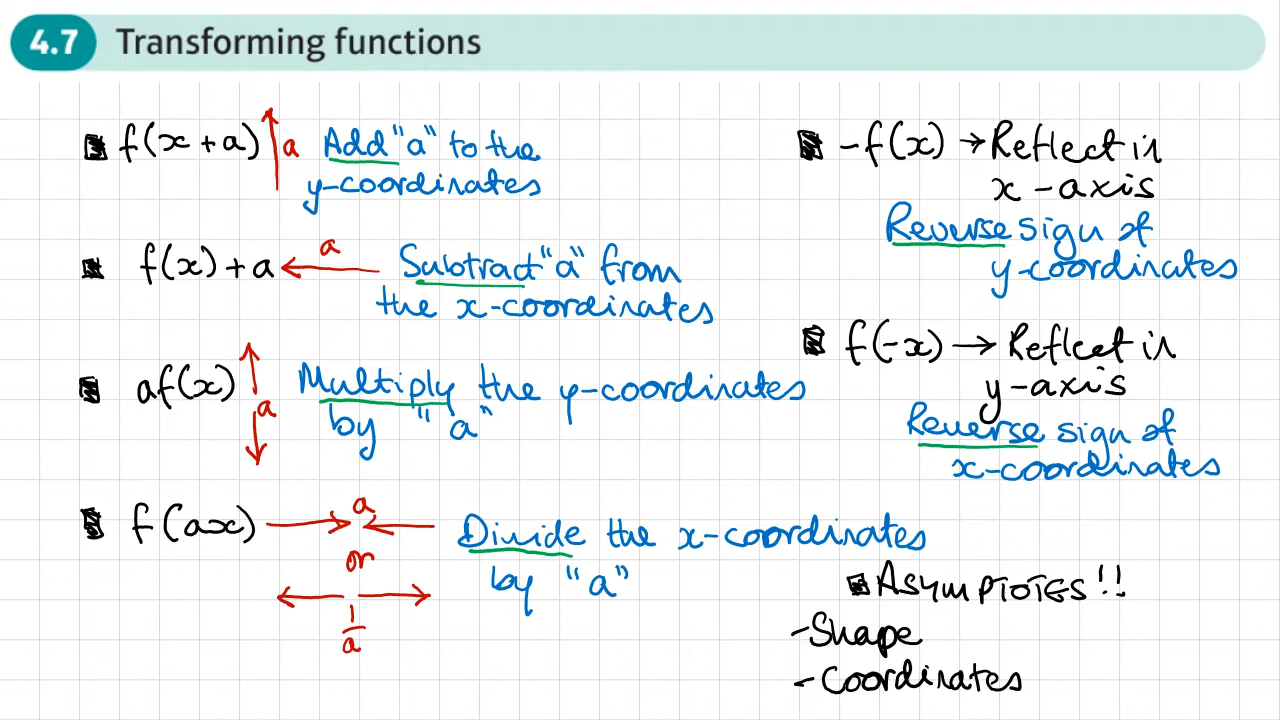 4.7 Transforming functions
f(x + a) a Add "a" to the
y-coordinates
f(x) + a a Subtract "a" from
the x-coordinates
af(x) a Multiply the y-coordinates
by "a"
f(ax) a Divide the x-coordinates
or
by "a"
1/a
-f(x) → Reflect in
x-axis
Reverse sign of
y-coordinates
f(-x) → Reflect in
y-axis
Reverse sign of
x-coordinates
ASYMPTOTES!!
-Shape
-Coordinates